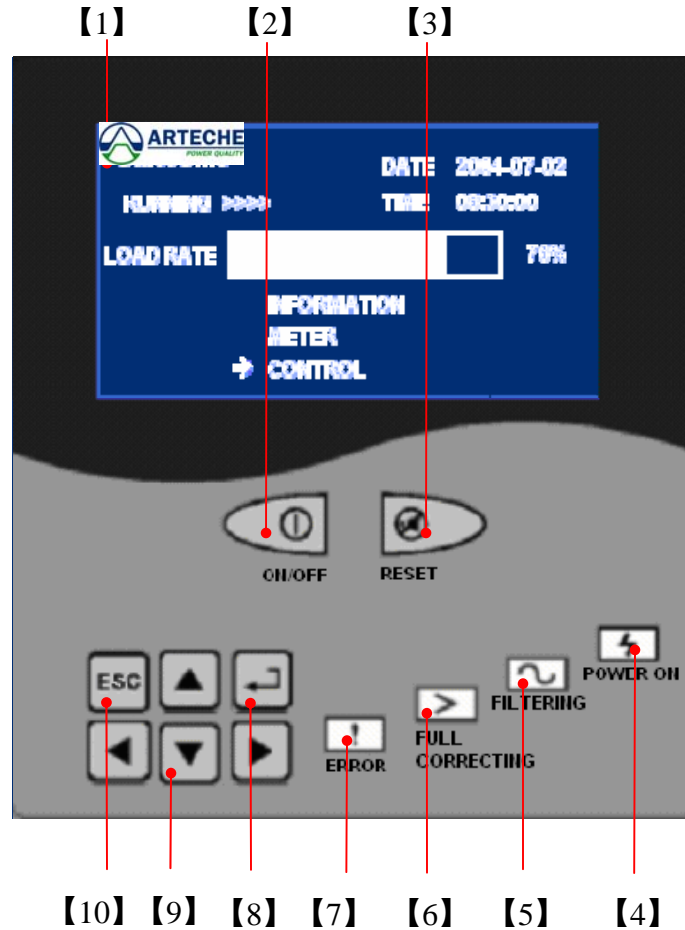 【1】 【2】 【3】
ARTECHE
POWER QUALITY
DATE 2004-07-02
RUNNING >>>> TIME 08:30:00
LOAD RATE 70%
INFORMATION
METER
→ CONTROL
ON/OFF RESET
POWER ON
ESC
FILTERING
! >
FULL
CORRECTING
ERROR
【10】 【9】 【8】 【7】 【6】 【5】 【4】